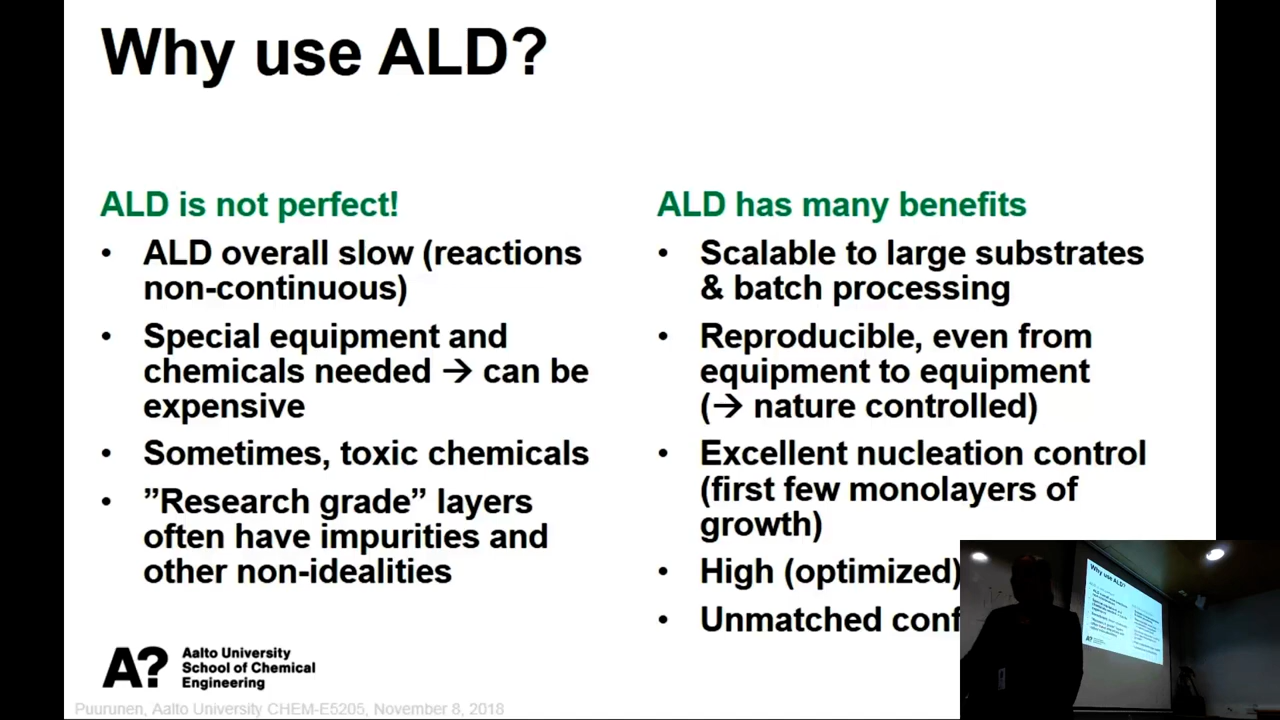 Why use ALD?
ALD is not perfect!
• ALD overall slow (reactions
non-continuous)
• Special equipment and
chemicals needed → can be
expensive
• Sometimes, toxic chemicals
• ”Research grade” layers
often have impurities and
other non-idealities
ALD has many benefits
• Scalable to large substrates
& batch processing
• Reproducible, even from
equipment to equipment
(→ nature controlled)
• Excellent nucleation control
(first few monolayers of
growth)
• High (optimized)
• Unmatched conf
A?
Aalto University
School of Chemical
Engineering
Puurunen, Aalto University CHEM-E5205, November 8, 2018
Why use ALD?